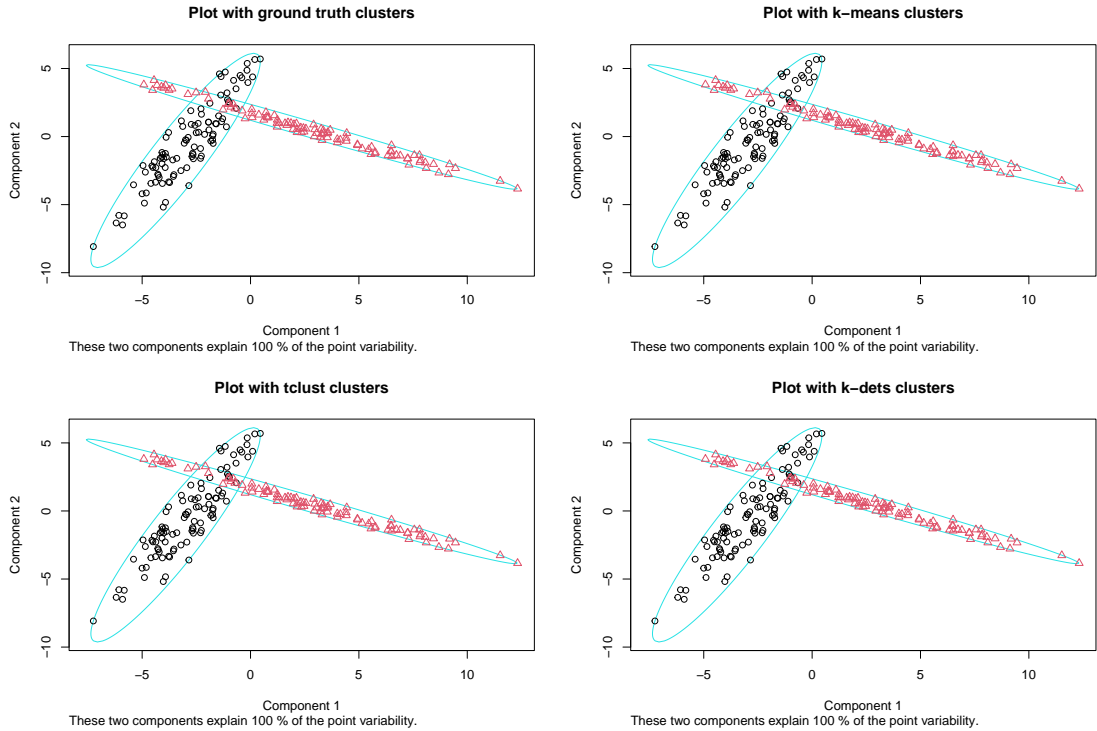 Plot with ground truth clusters
Component 2
5
0
−5
−10
−5
0
5
10
Component 1
These two components explain 100 % of the point variability.
Plot with k−means clusters
Component 2
5
0
−5
−10
−5
0
5
10
Component 1
These two components explain 100 % of the point variability.
Plot with tclust clusters
Component 2
5
0
−5
−10
−5
0
5
10
Component 1
These two components explain 100 % of the point variability.
Plot with k−dets clusters
Component 2
5
0
−5
−10
−5
0
5
10
Component 1
These two components explain 100 % of the point variability.